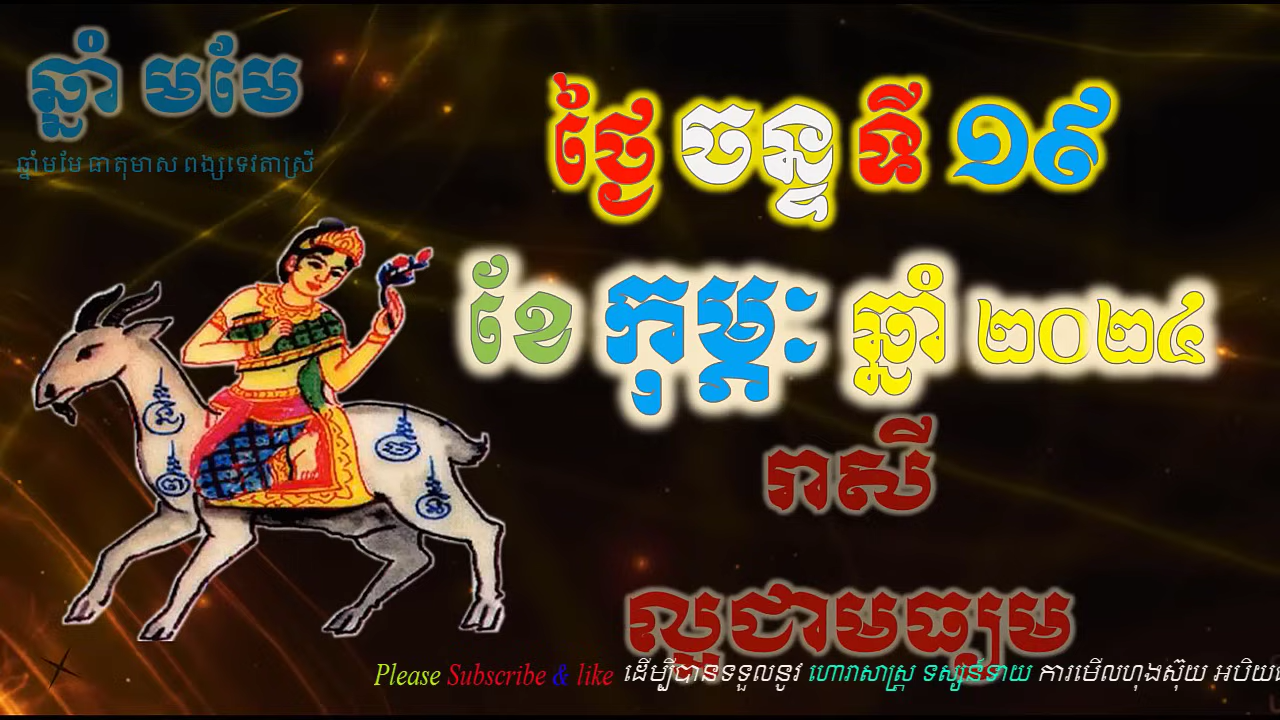 ឆ្នាំ មមែ
ឆ្នាំមមែ ធាតុមាស ពង្សទេវតាស្រី
ថ្ងៃ ចន្ទ ទី ១៩
ខែ កុម្ភៈ ឆ្នាំ ២០២៤
រាសី
ល្អជាមធ្យម
Please Subscribe & like ដើម្បីបានទទួលនូវ ហោរាសាស្ត្រ ទស្សន៍ទាយ ការមើលហុងស៊ុយ